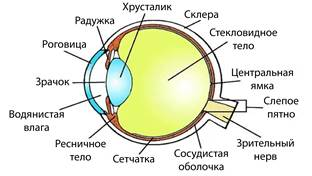 Хрусталик
Радужка
Склера
Роговица
Стекловидное
тело
Зрачок
Центральная
ямка
Водянистая
влага
Слепое
пятно
Ресничное
тело
Сетчатка
Сосудистая
оболочка
Зрительный
нерв